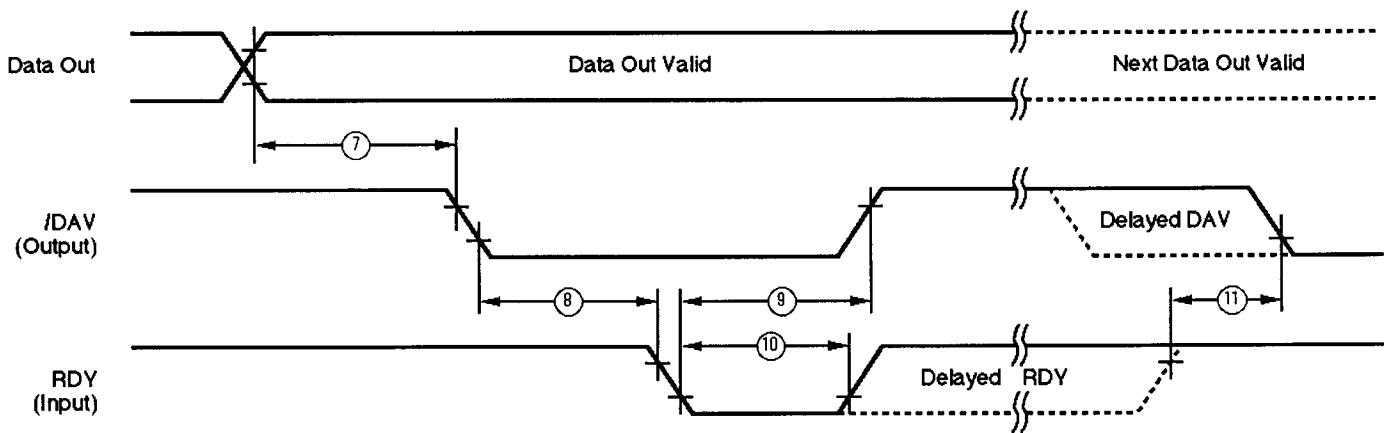 Data Out
Data Out Valid
Next Data Out Valid
7
/DAV
(Output)
Delayed DAV
8
9
11
10
RDY
(Input)
Delayed RDY